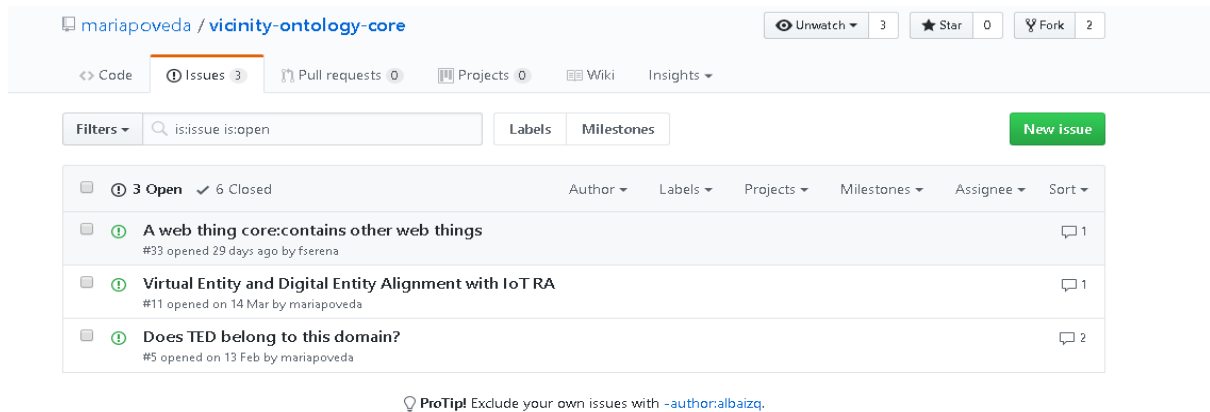 mariapoveda / vicinity-ontology-core Unwatch 3 Star 0 Fork 2
<> Code Issues 3 Pull requests 0 Projects 0 Wiki Insights
Filters is:issue is:open Labels Milestones New issue
3 Open 6 Closed Author Labels Projects Milestones Assignee Sort
A web thing core:contains other web things 1
#33 opened 29 days ago by fserena
Virtual Entity and Digital Entity Alignment with IoT RA 1
#11 opened on 14 Mar by mariapoveda
Does TED belong to this domain? 2
#5 opened on 13 Feb by mariapoveda
ProTip! Exclude your own issues with -author:albaizq.